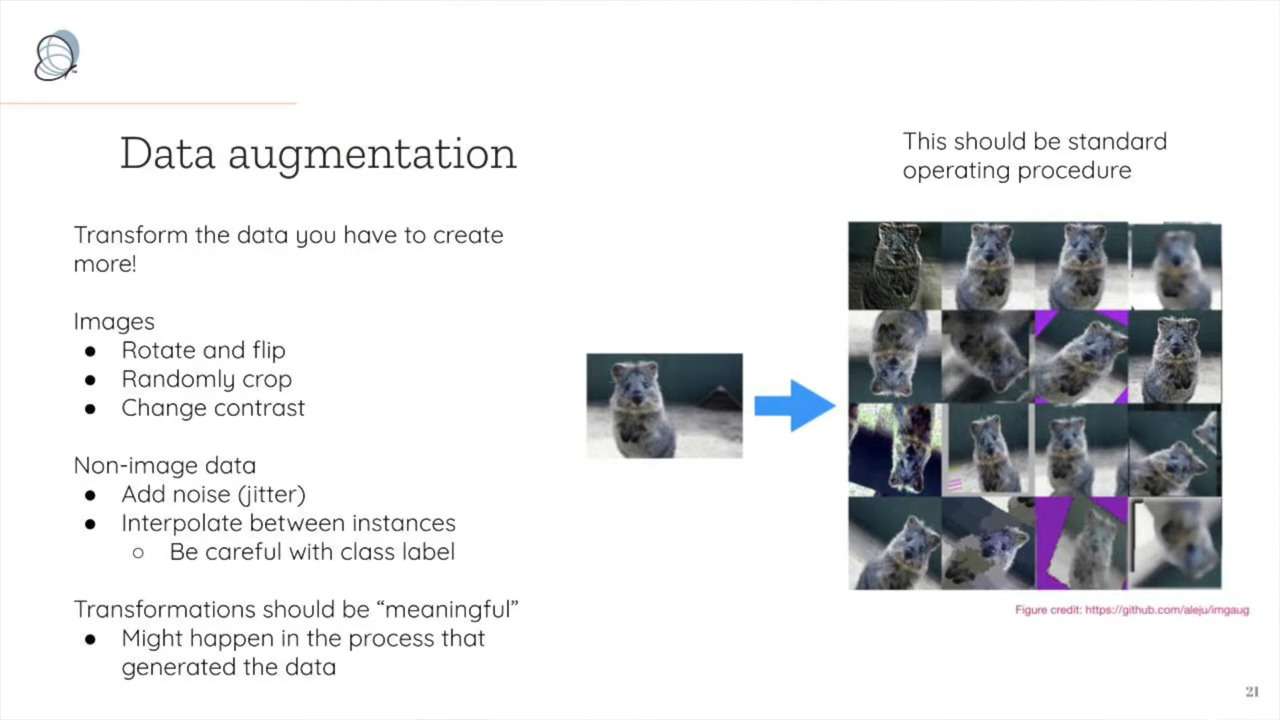 Data augmentation
This should be standard
operating procedure
Transform the data you have to create
more!
Images
● Rotate and flip
● Randomly crop
● Change contrast
Non-image data
● Add noise (jitter)
● Interpolate between instances
○ Be careful with class label
Transformations should be “meaningful”
● Might happen in the process that
generated the data
Figure credit: https://github.com/aleju/imgaug
21